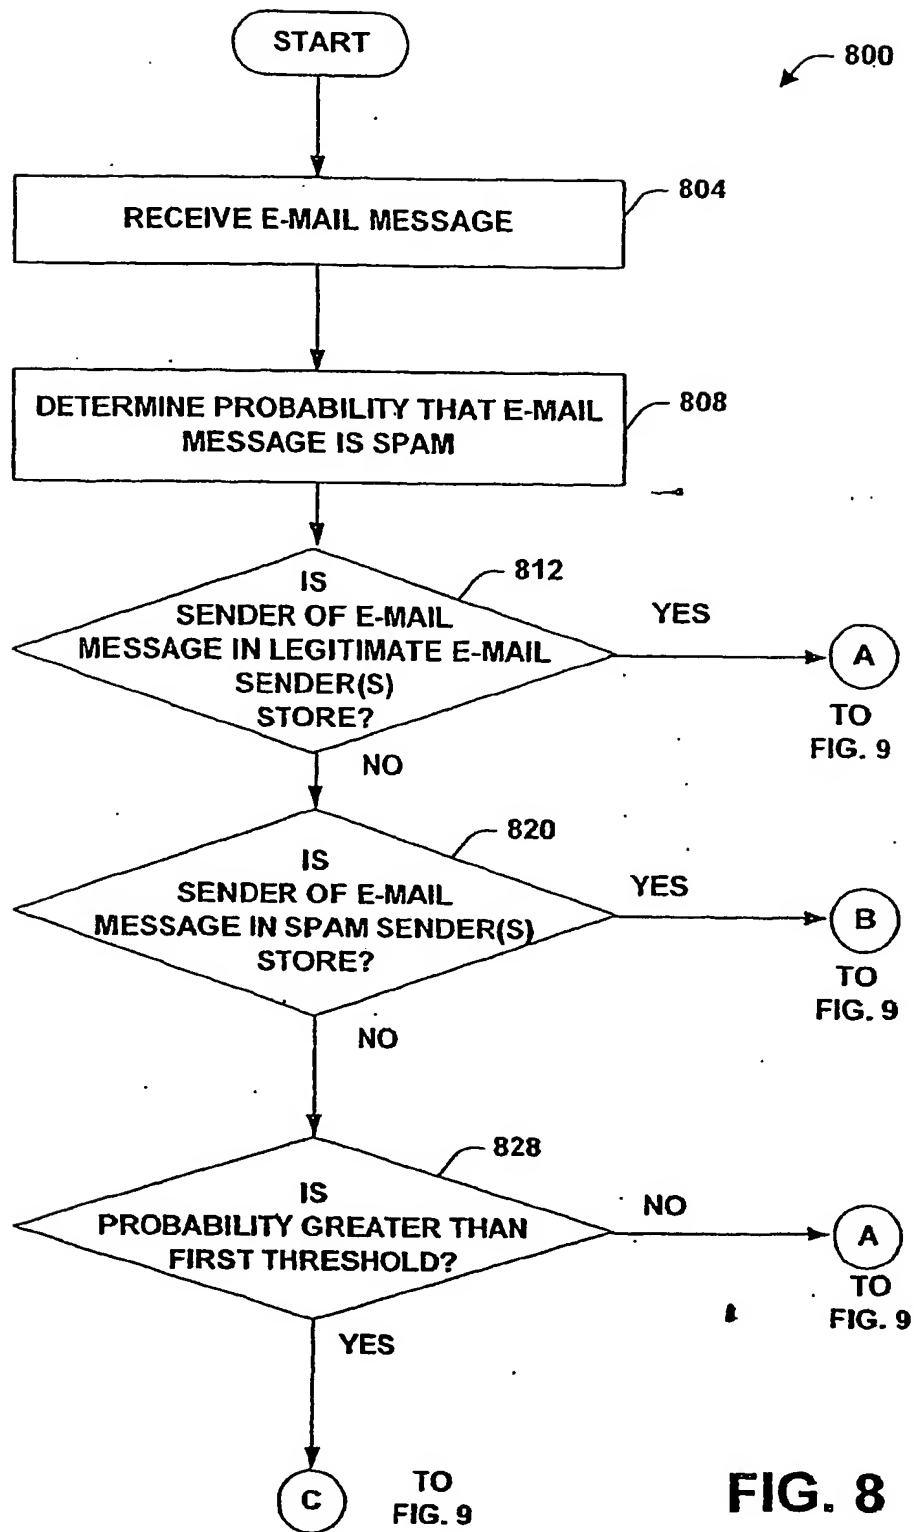 START
800
RECEIVE E-MAIL MESSAGE
804
DETERMINE PROBABILITY THAT E-MAIL
MESSAGE IS SPAM
808
IS
SENDER OF E-MAIL
MESSAGE IN LEGITIMATE E-MAIL
SENDER(S)
STORE?
812
YES
A
TO
FIG. 9
NO
IS
SENDER OF E-MAIL
MESSAGE IN SPAM SENDER(S)
STORE?
820
YES
B
TO
FIG. 9
NO
IS
PROBABILITY GREATER THAN
FIRST THRESHOLD?
828
NO
A
TO
FIG. 9
YES
C
TO
FIG. 9
FIG. 8